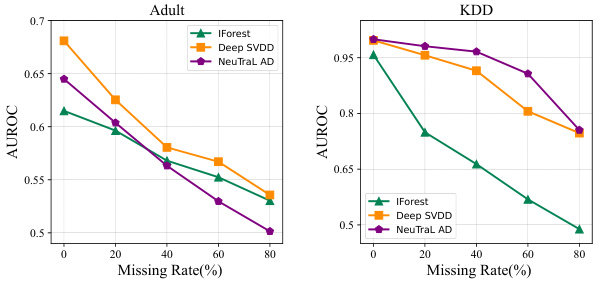 Adult
0.7
0.65
0.6
0.55
0.5
AUROC
IForest
Deep SVDD
NeuTraL AD
0
20
40
60
80
Missing Rate(%)
KDD
0.95
0.8
0.65
0.5
AUROC
IForest
Deep SVDD
NeuTraL AD
0
20
40
60
80
Missing Rate(%)